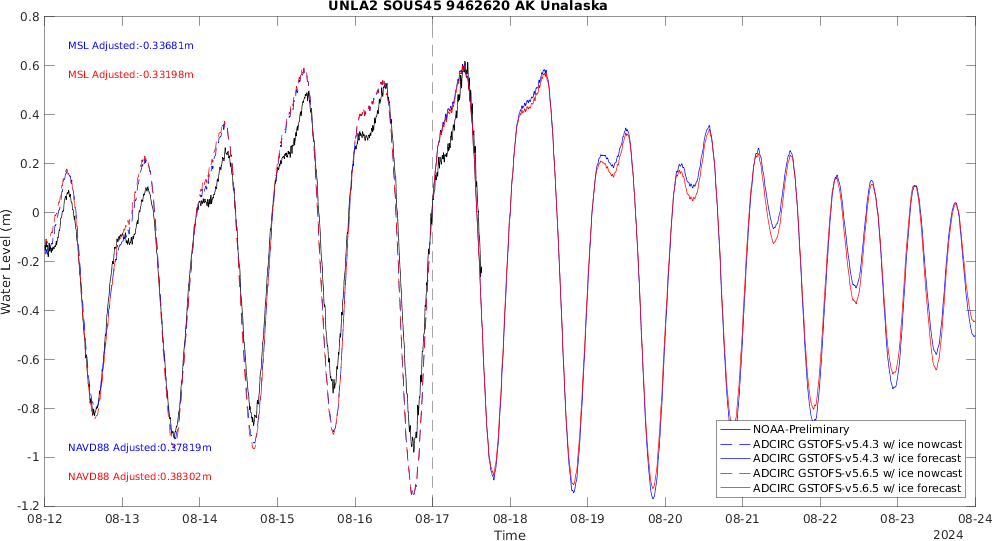 UNLA2 SOUS45 9462620 AK Unalaska
0.8
0.6
0.4
0.2
0
-0.2
-0.4
-0.6
-0.8
-1
-1.2
Water Level (m)
MSL Adjusted:-0.33681m
MSL Adjusted:-0.33198m
NAVD88 Adjusted:0.37819m
NAVD88 Adjusted:0.38302m
NOAA-Preliminary
ADCIRC GSTOFS-v5.4.3 w/ ice nowcast
ADCIRC GSTOFS-v5.4.3 w/ ice forecast
ADCIRC GSTOFS-v5.6.5 w/ ice nowcast
ADCIRC GSTOFS-v5.6.5 w/ ice forecast
08-12 08-13 08-14 08-15 08-16 08-17 08-18 08-19 08-20 08-21 08-22 08-23 08-24
Time
2024